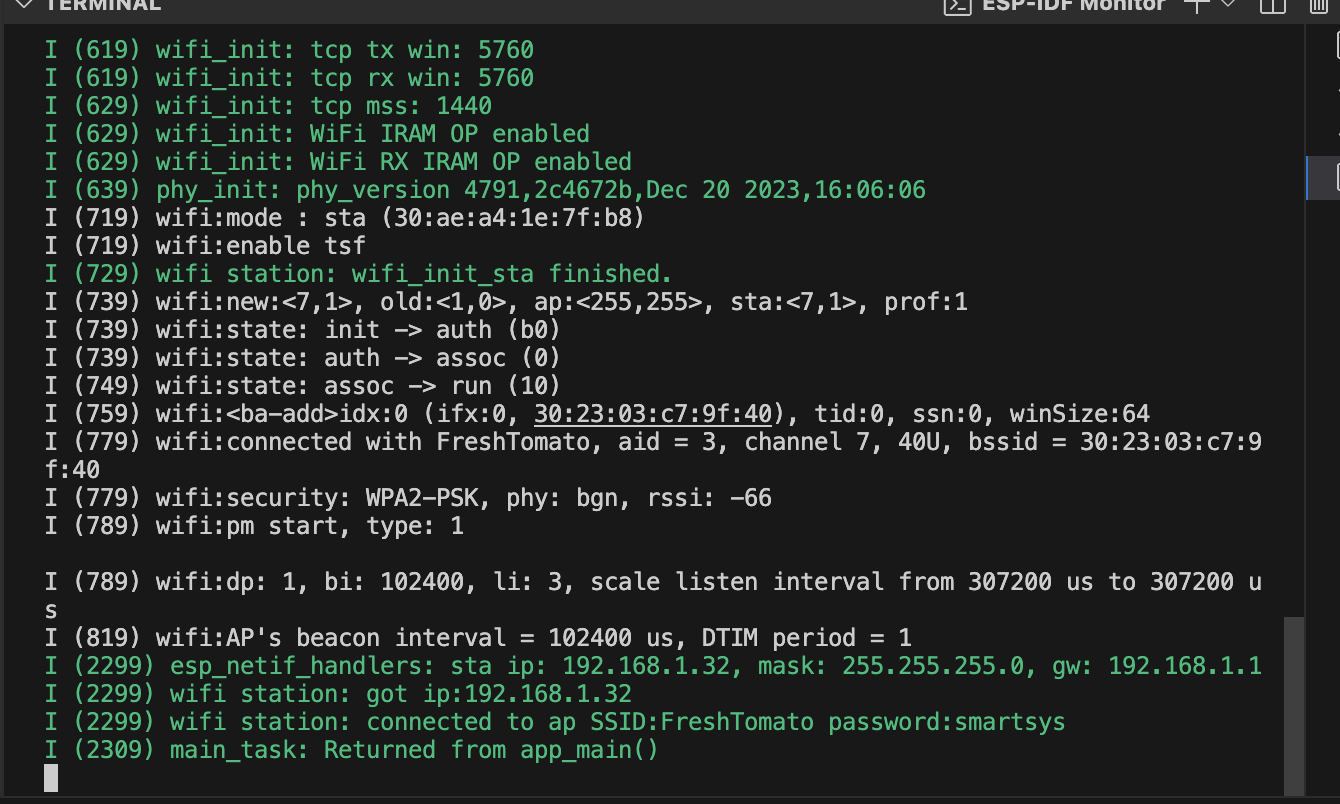 TERMINAL
ESP-IDF Monitor
I (619) wifi_init: tcp tx win: 5760
I (619) wifi_init: tcp rx win: 5760
I (629) wifi_init: tcp mss: 1440
I (629) wifi_init: WiFi IRAM OP enabled
I (629) wifi_init: WiFi RX IRAM OP enabled
I (639) phy_init: phy_version 4791,2c4672b,Dec 20 2023,16:06:06
I (719) wifi:mode : sta (30:ae:a4:1e:7f:b8)
I (719) wifi:enable tsf
I (729) wifi station: wifi_init_sta finished.
I (739) wifi:new:<7,1>, old:<1,0>, ap:<255,255>, sta:<7,1>, prof:1
I (739) wifi:state: init -> auth (b0)
I (739) wifi:state: auth -> assoc (0)
I (749) wifi:state: assoc -> run (10)
I (759) wifi:<ba-add>idx:0 (ifx:0, 30:23:03:c7:9f:40), tid:0, ssn:0, winSize:64
I (779) wifi:connected with FreshTomato, aid = 3, channel 7, 40U, bssid = 30:23:03:c7:9
f:40
I (779) wifi:security: WPA2-PSK, phy: bgn, rssi: -66
I (789) wifi:pm start, type: 1
I (789) wifi:dp: 1, bi: 102400, li: 3, scale listen interval from 307200 us to 307200 u
s
I (819) wifi:AP's beacon interval = 102400 us, DTIM period = 1
I (2299) esp_netif_handlers: sta ip: 192.168.1.32, mask: 255.255.255.0, gw: 192.168.1.1
I (2299) wifi station: got ip:192.168.1.32
I (2299) wifi station: connected to ap SSID:FreshTomato password:smartsys
I (2309) main_task: Returned from app_main()